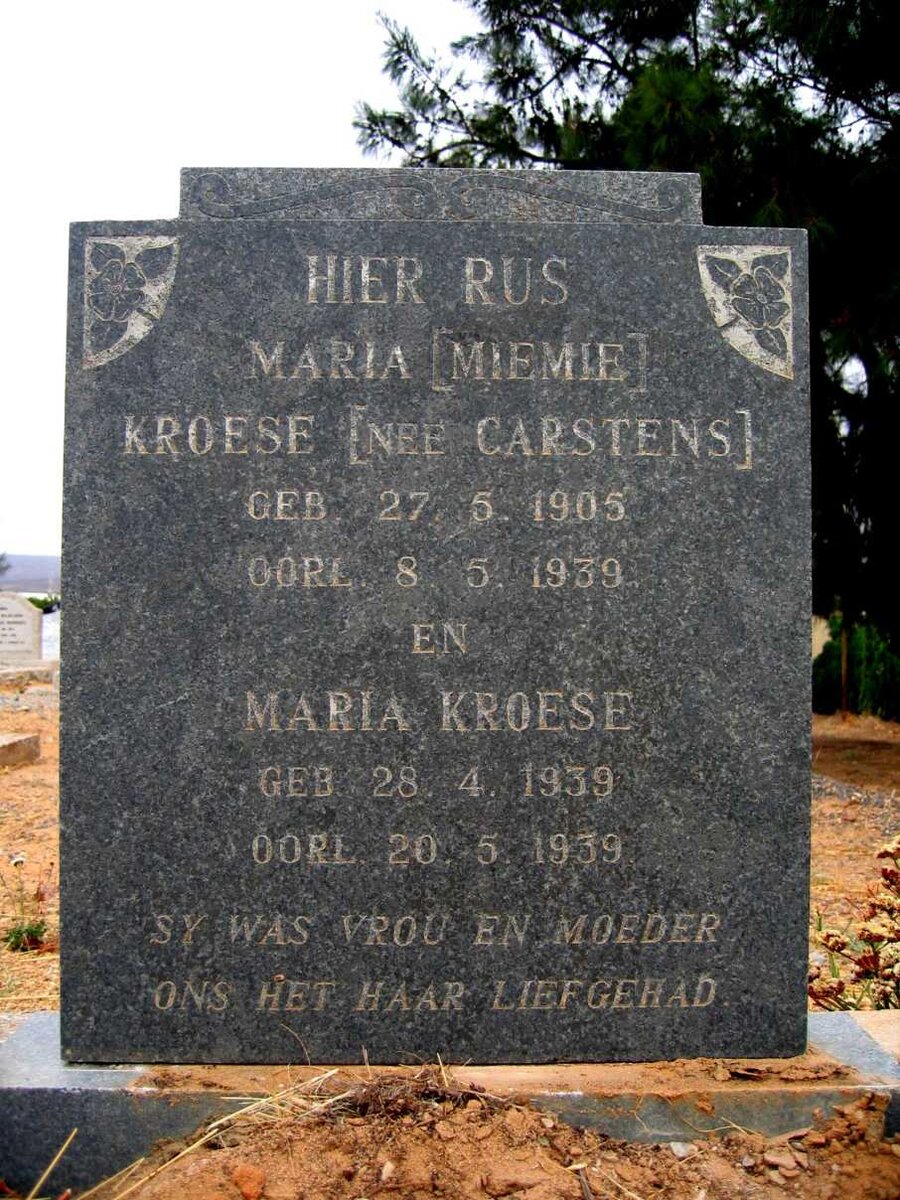 HIER RUS
MARIA [MIEMIE]
KROESE [NEE CARSTENS]
GEB. 27. 5. 1905
OORL. 8. 5. 1939
EN
MARIA KROESE
GEB. 28. 4. 1939
OORL. 20. 5. 1939.
SY WAS VROU EN MOEDER
ONS HET HAAR LIEFGEHAD.